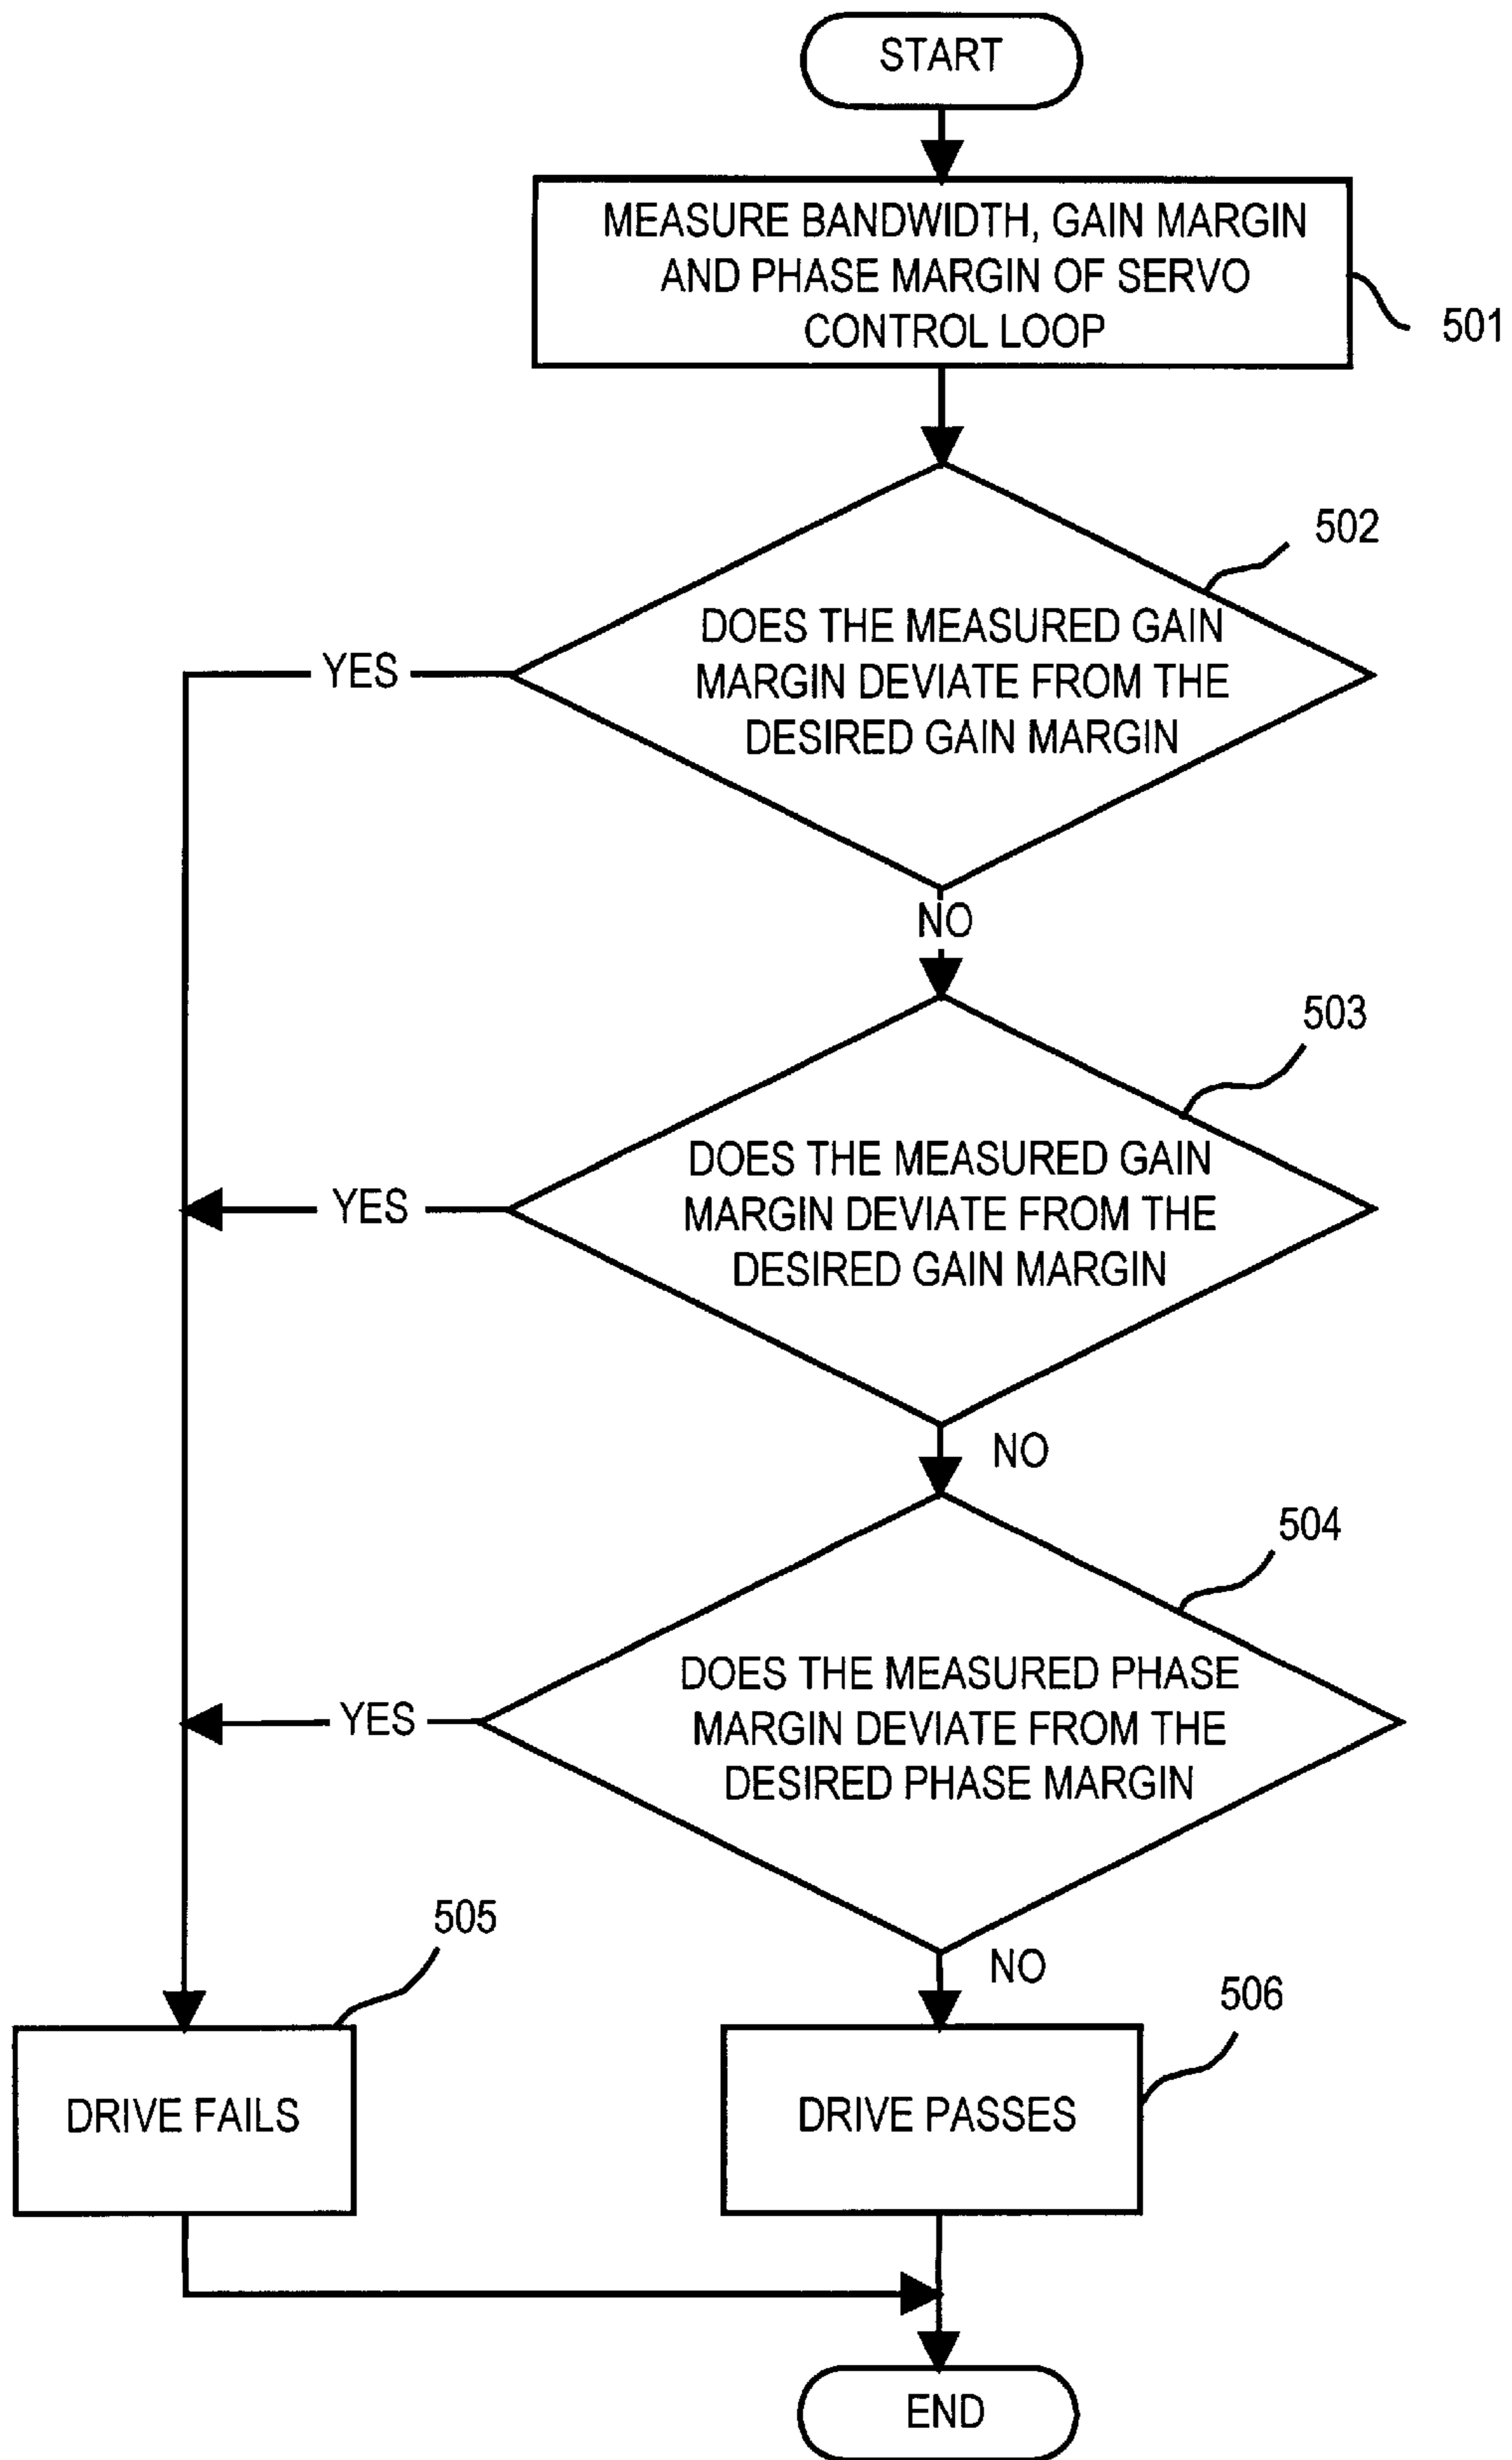 START
MEASURE BANDWIDTH, GAIN MARGIN
AND PHASE MARGIN OF SERVO
CONTROL LOOP
501
502
DOES THE MEASURED GAIN
MARGIN DEVIATE FROM THE
DESIRED GAIN MARGIN
YES
NO
503
DOES THE MEASURED GAIN
MARGIN DEVIATE FROM THE
DESIRED GAIN MARGIN
YES
NO
504
DOES THE MEASURED PHASE
MARGIN DEVIATE FROM THE
DESIRED PHASE MARGIN
YES
NO
505
506
DRIVE FAILS
DRIVE PASSES
END